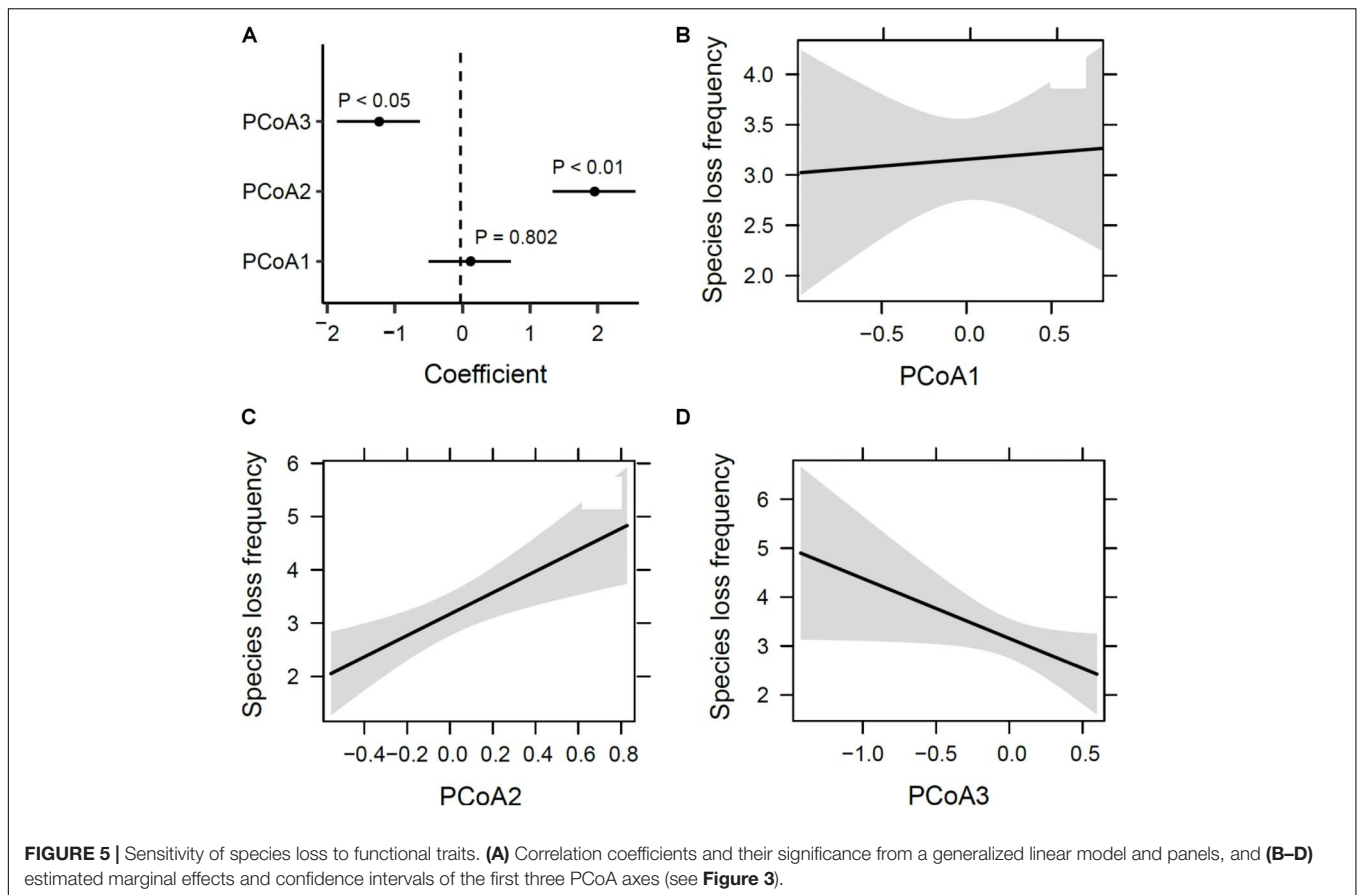 A
P < 0.05
PCoA3
P < 0.01
PCoA2
P = 0.802
PCoA1
−2 −1 0 1 2
Coefficient
B
Species loss frequency
4.0
3.5
3.0
2.5
2.0
−0.5 0.0 0.5
PCoA1
C
Species loss frequency
6
5
4
3
2
−0.4 −0.2 0.0 0.2 0.4 0.6 0.8
PCoA2
D
Species loss frequency
6
5
4
3
2
−1.0 −0.5 0.0 0.5
PCoA3
FIGURE 5 | Sensitivity of species loss to functional traits. (A) Correlation coefficients and their significance from a generalized linear model and panels, and (B–D)
estimated marginal effects and confidence intervals of the first three PCoA axes (see Figure 3).